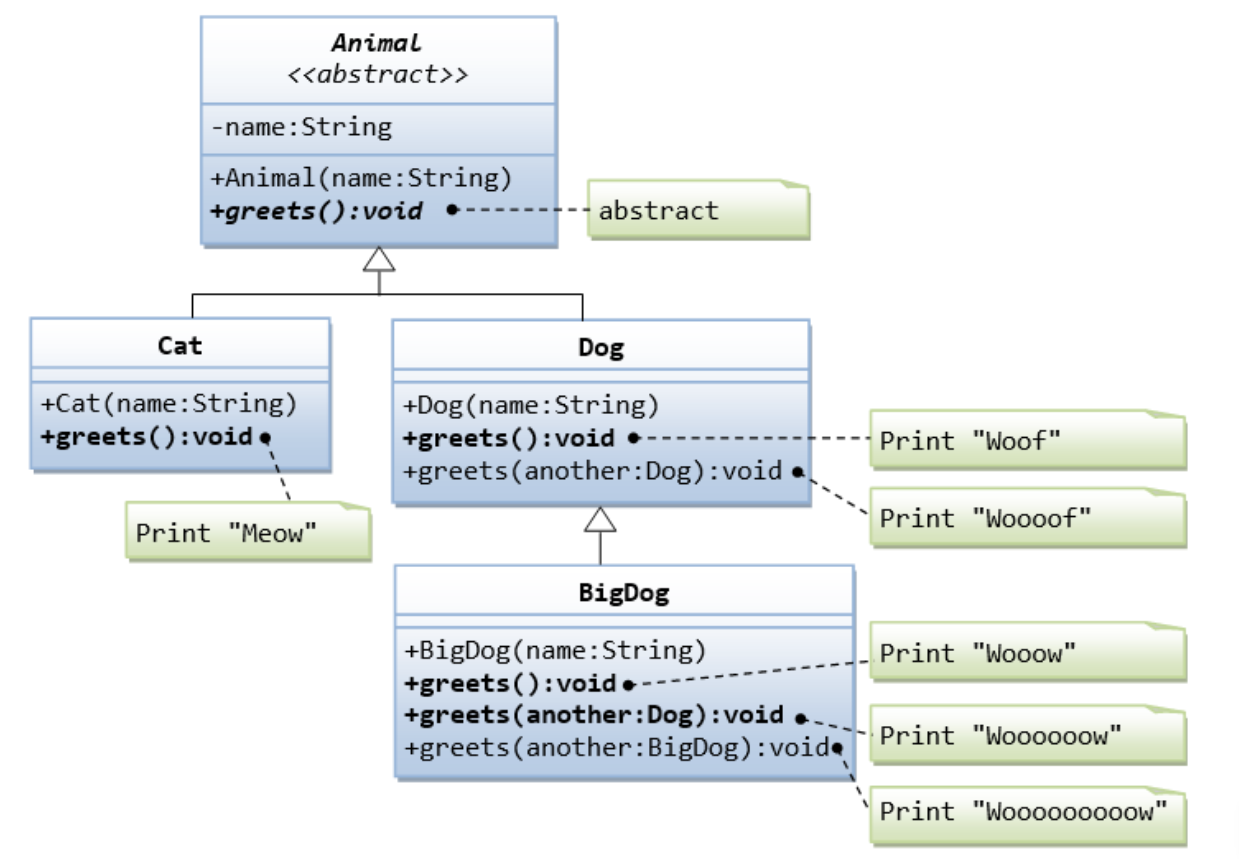 Animal
<<abstract>>
-name:String
+Animal(name:String)
+greets():void
abstract
Cat
+Cat(name:String)
+greets():void
Print "Meow"
Dog
+Dog(name:String)
+greets():void
+greets(another:Dog):void
Print "Woof"
Print "Woooof"
BigDog
+BigDog(name:String)
+greets():void
+greets(another:Dog):void
+greets(another:BigDog):void
Print "Wooow"
Print "Woooooow"
Print "Wooooooooow"